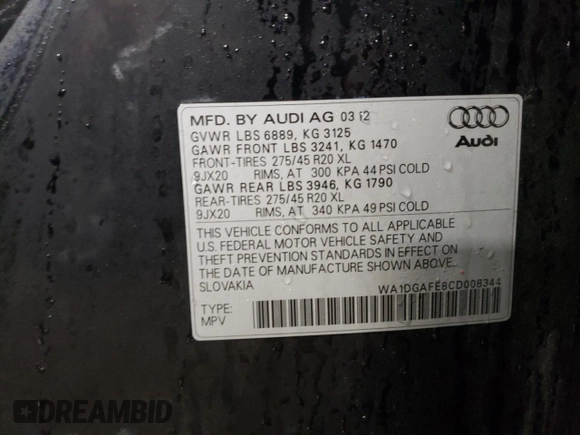 MFD. BY AUDI AG 03 12
GVWR LBS 6889, KG 3125
GAWR FRONT LBS 3241, KG 1470
FRONT-TIRES 275/45 R20 XL
9JX20 RIMS, AT 300 KPA 44 PSI COLD
GAWR REAR LBS 3946, KG 1790
REAR-TIRES 275/45 R20 XL
9JX20 RIMS, AT 340 KPA 49 PSI COLD
THIS VEHICLE CONFORMS TO ALL APPLICABLE
U.S. FEDERAL MOTOR VEHICLE SAFETY AND
THEFT PREVENTION STANDARDS IN EFFECT ON
THE DATE OF MANUFACTURE SHOWN ABOVE.
SLOVAKIA
WA1DGAFE8CD008344
TYPE:
MPV
Audi
DREAMBID